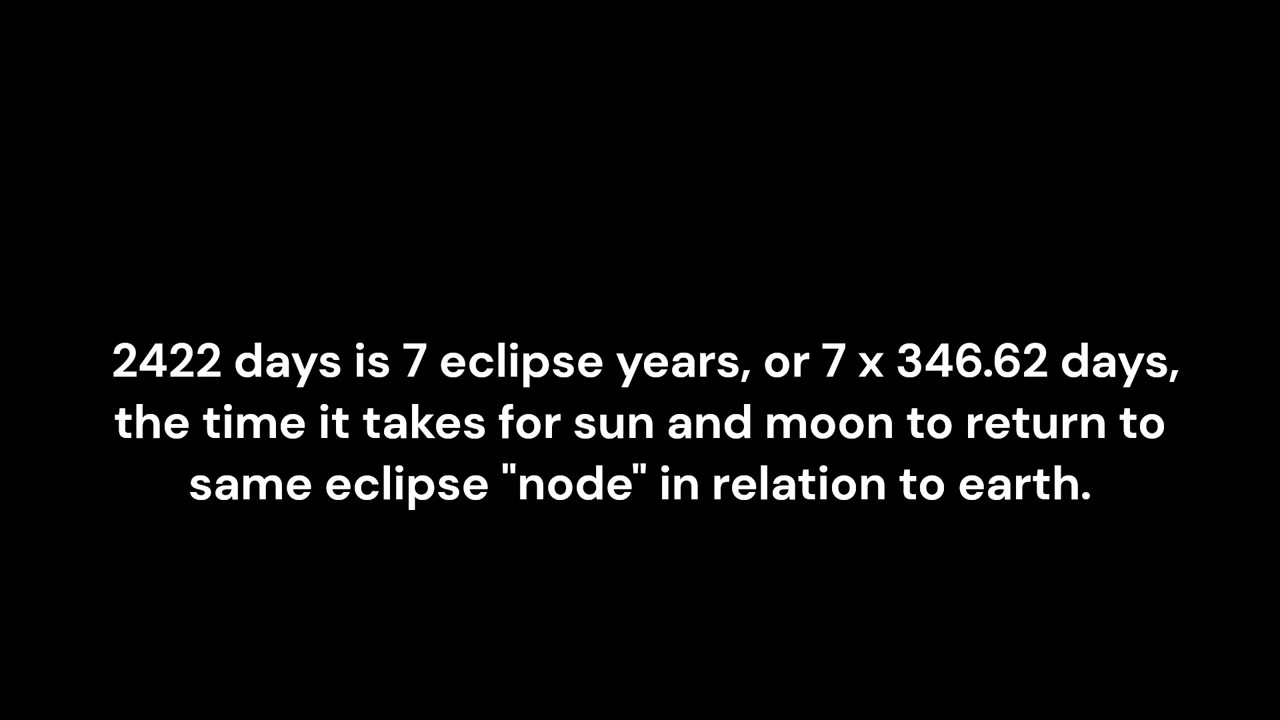 2422 days is 7 eclipse years, or 7 x 346.62 days,
the time it takes for sun and moon to return to
same eclipse "node" in relation to earth.